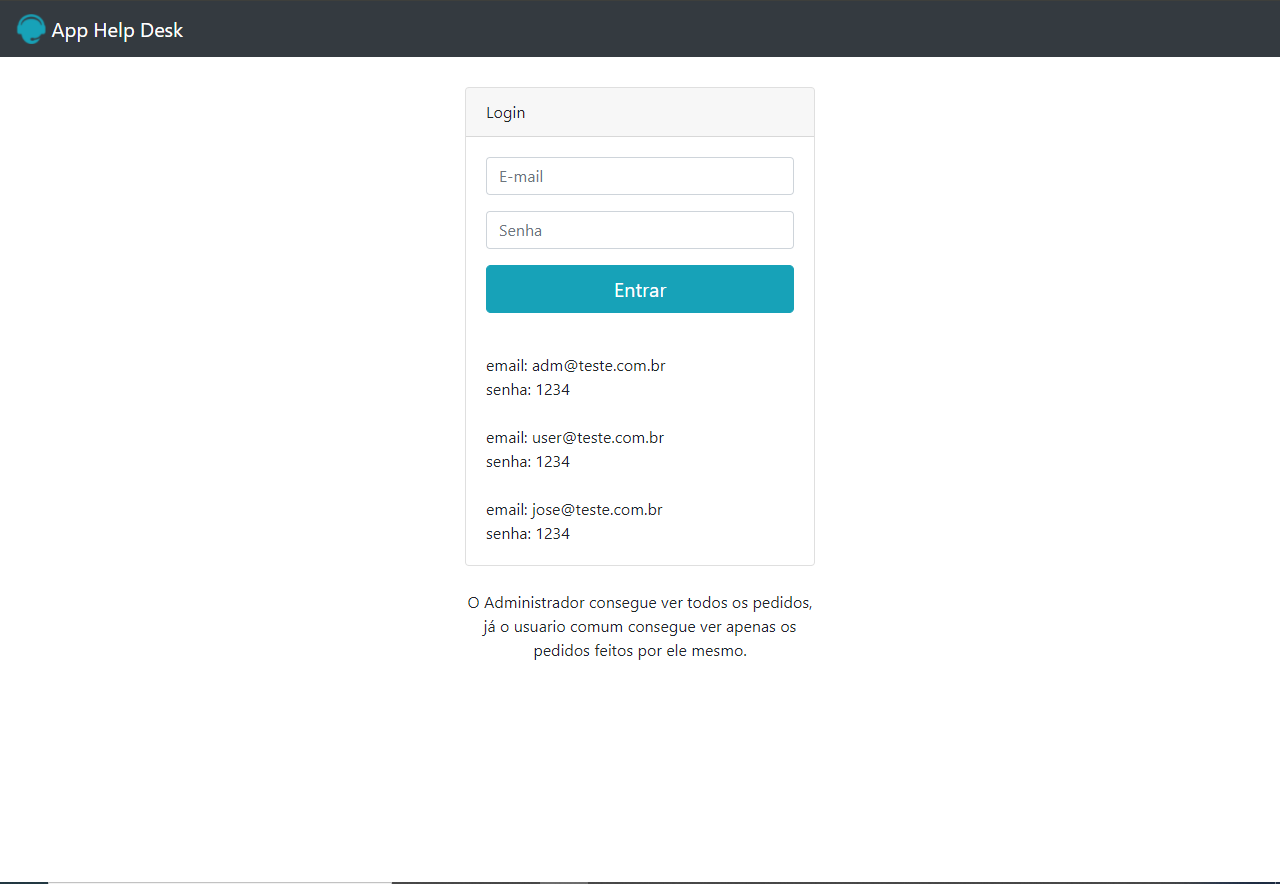 App Help Desk
Login
E-mail
Senha
Entrar
email: adm@teste.com.br
senha: 1234
email: user@teste.com.br
senha: 1234
email: jose@teste.com.br
senha: 1234
O Administrador consegue ver todos os pedidos,
já o usuario comum consegue ver apenas os
pedidos feitos por ele mesmo.